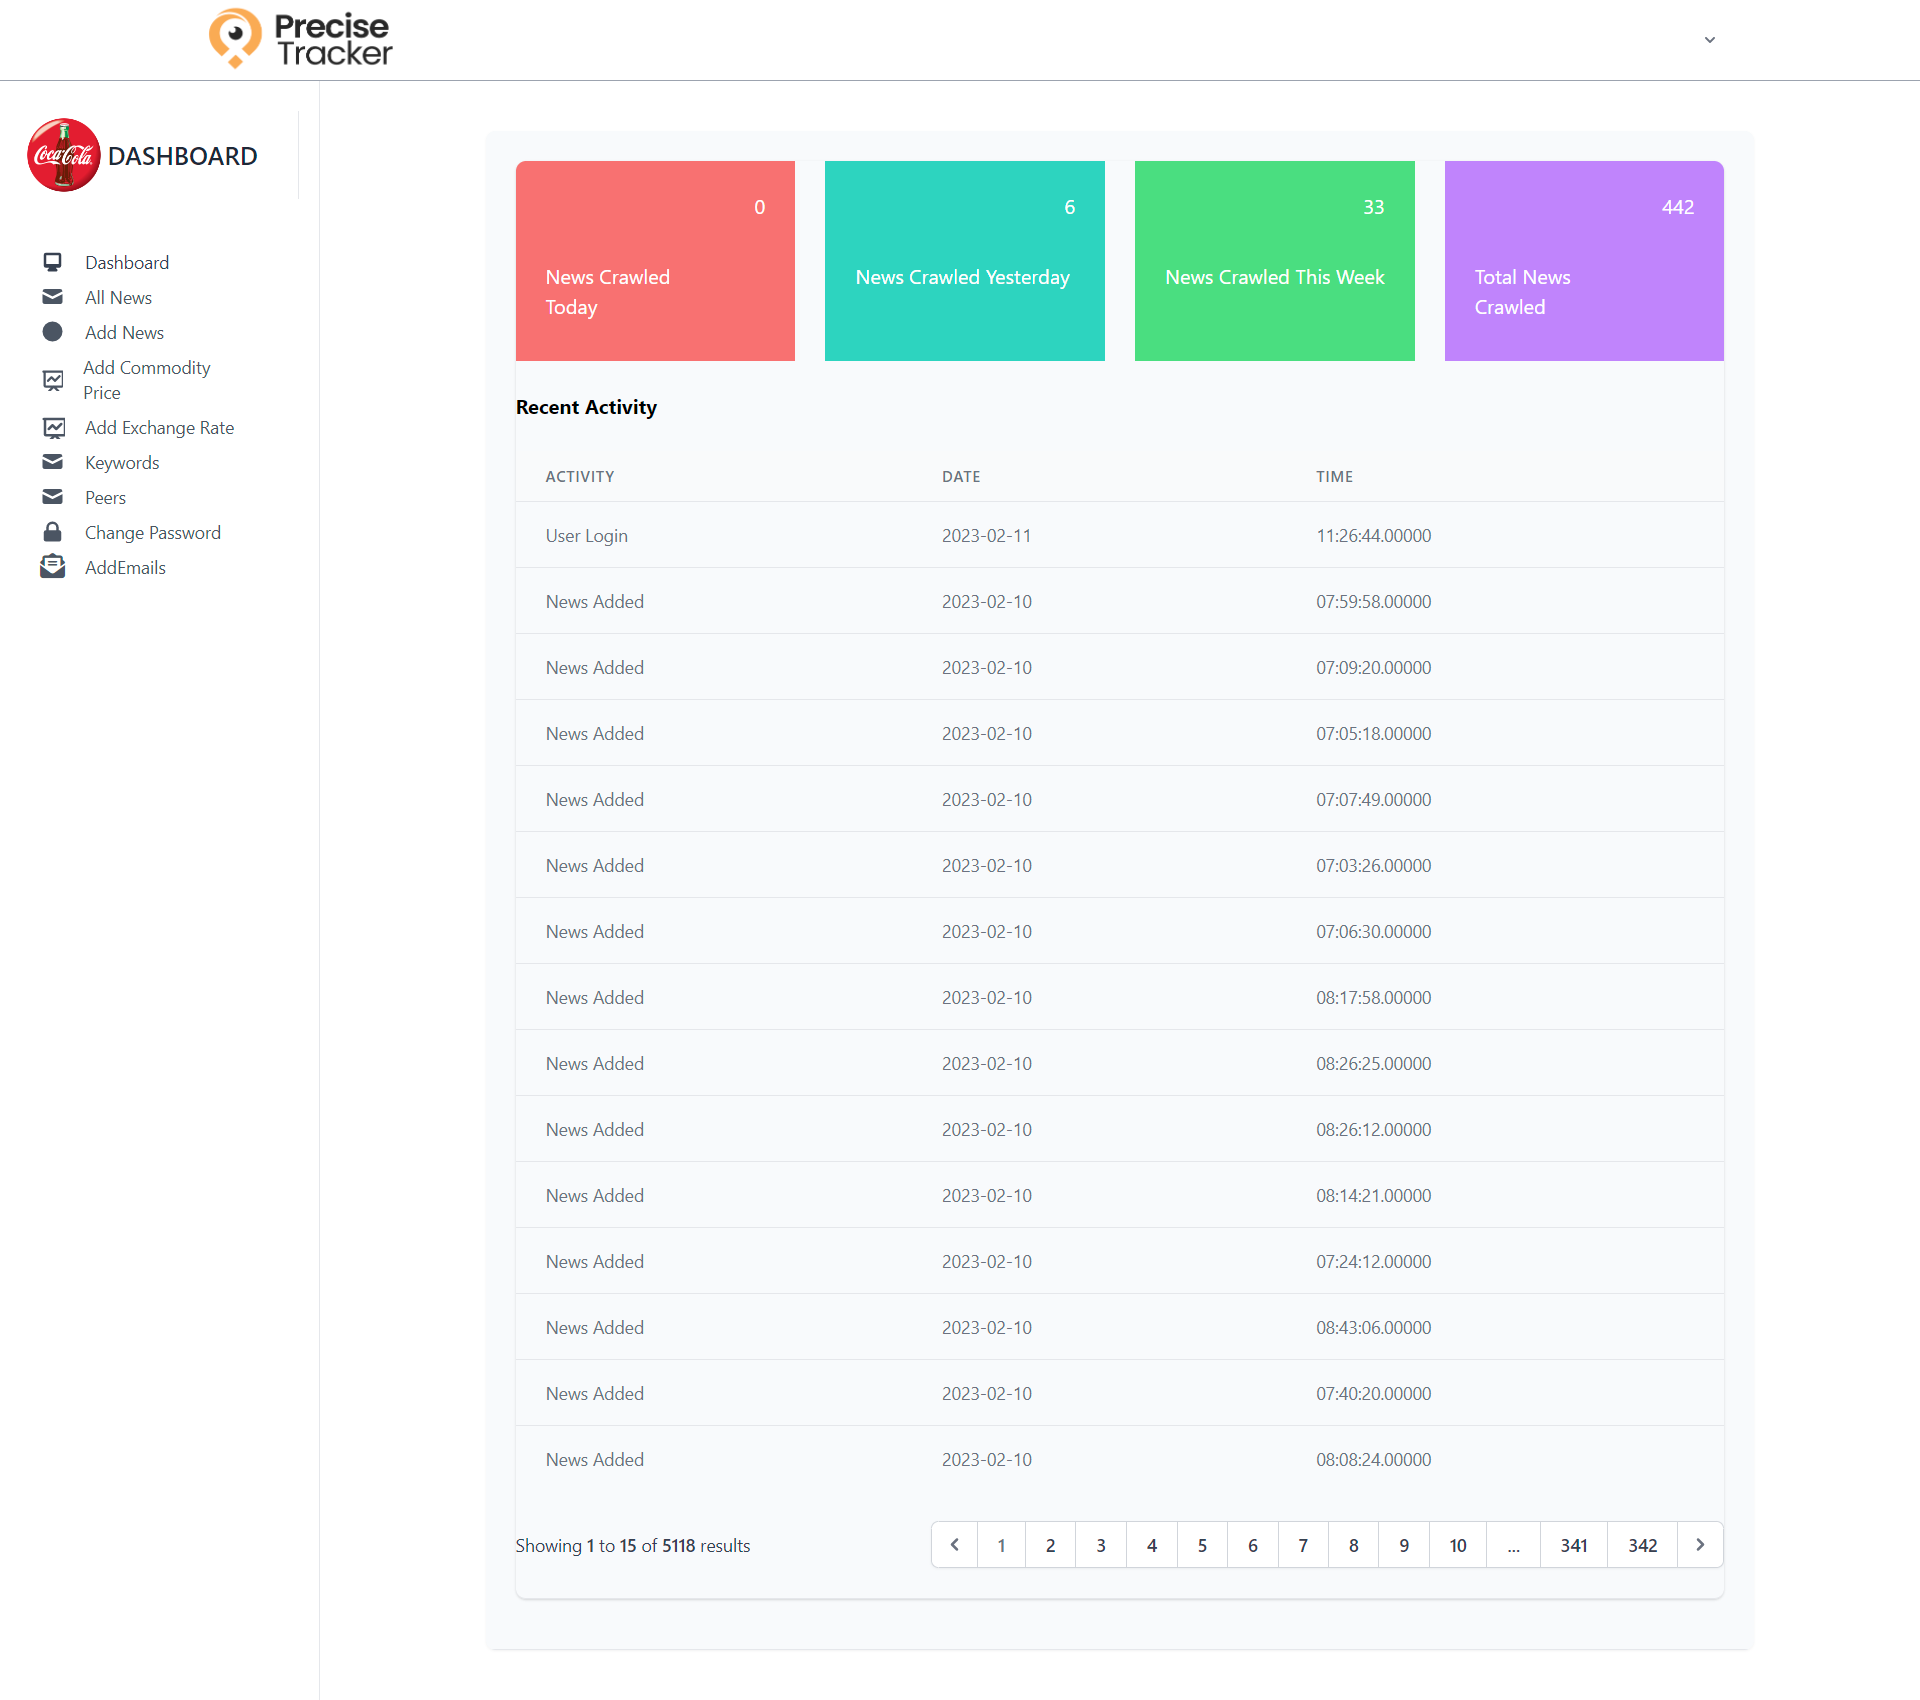 Precise
Tracker
Coca-Cola
DASHBOARD
Dashboard
All News
Add News
Add Commodity
Price
Add Exchange Rate
Keywords
Peers
Change Password
AddEmails
0
News Crawled
Today
6
News Crawled Yesterday
33
News Crawled This Week
442
Total News
Crawled
Recent Activity
ACTIVITY DATE TIME
User Login 2023-02-11 11:26:44.00000
News Added 2023-02-10 07:59:58.00000
News Added 2023-02-10 07:09:20.00000
News Added 2023-02-10 07:05:18.00000
News Added 2023-02-10 07:07:49.00000
News Added 2023-02-10 07:03:26.00000
News Added 2023-02-10 07:06:30.00000
News Added 2023-02-10 08:17:58.00000
News Added 2023-02-10 08:26:25.00000
News Added 2023-02-10 08:26:12.00000
News Added 2023-02-10 08:14:21.00000
News Added 2023-02-10 07:24:12.00000
News Added 2023-02-10 08:43:06.00000
News Added 2023-02-10 07:40:20.00000
News Added 2023-02-10 08:08:24.00000
Showing 1 to 15 of 5118 results
1 2 3 4 5 6 7 8 9 10 ... 341 342